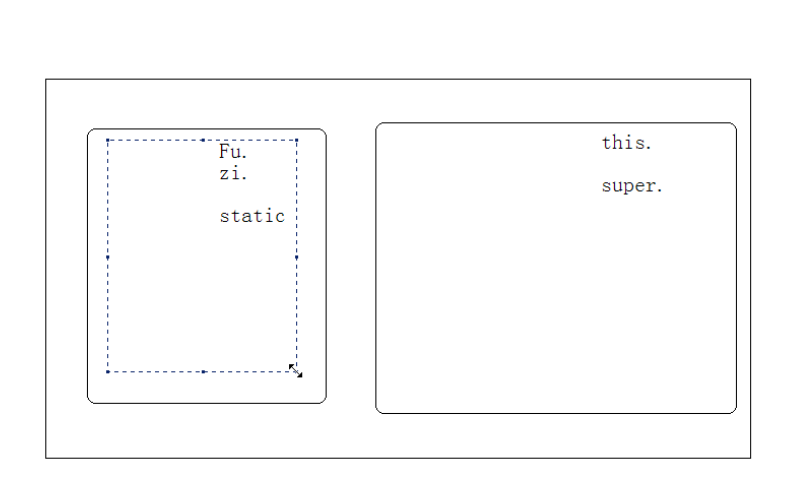 Fu.
zi.
static
this.
super.